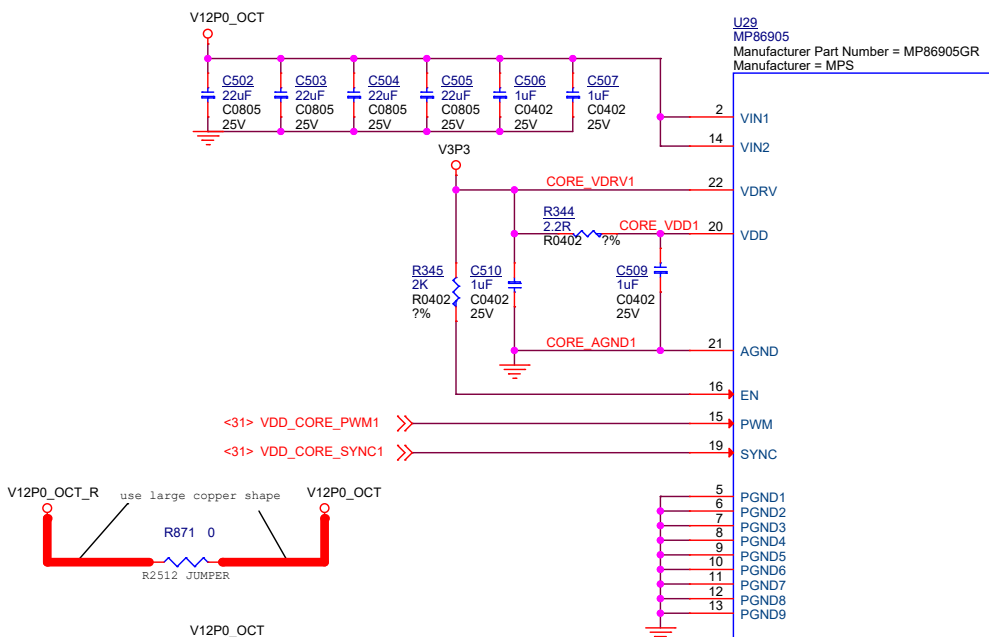 V12P0_OCT
U29
MP86905
Manufacturer Part Number = MP86905GR
Manufacturer = MPS
C502
22uF
C0805
25V
C503
22uF
C0805
25V
C504
22uF
C0805
25V
C505
22uF
C0805
25V
C506
1uF
C0402
25V
C507
1uF
C0402
25V
2 VIN1
14 VIN2
V3P3
CORE_VDRV1
22 VDRV
R344
2.2R
R0402 ?%
CORE_VDD1
20 VDD
R345
2K
R0402
?%
C510
1uF
C0402
25V
C509
1uF
C0402
25V
CORE_AGND1
21 AGND
16 EN
<31> VDD_CORE_PWM1
15 PWM
<31> VDD_CORE_SYNC1
19 SYNC
V12P0_OCT_R
use large copper shape
V12P0_OCT
R871 0
R2512 JUMPER
5 PGND1
6 PGND2
7 PGND3
8 PGND4
9 PGND5
10 PGND6
11 PGND7
12 PGND8
13 PGND9
V12P0_OCT